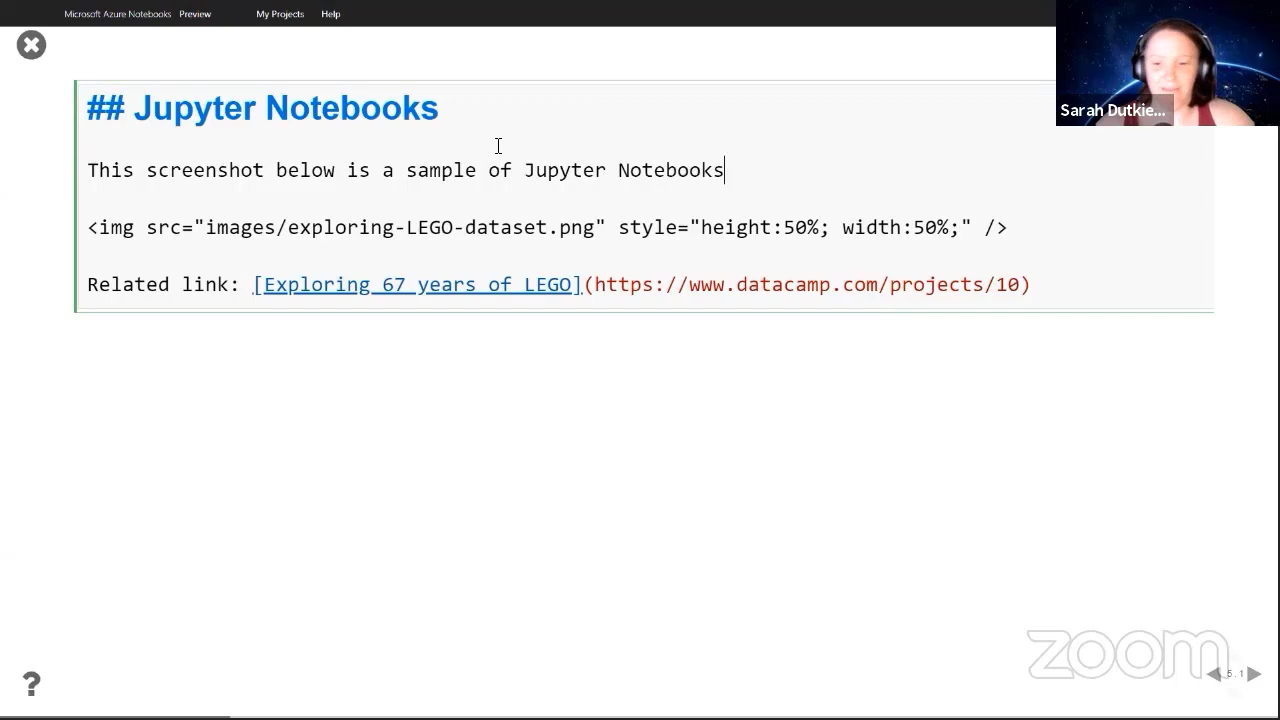 Microsoft Azure Notebooks Preview My Projects Help
Sarah Dutkie...
## Jupyter Notebooks
This screenshot below is a sample of Jupyter Notebooks
<img src="images/exploring-LEGO-dataset.png" style="height:50%; width:50%;" />
Related link: [Exploring 67 years of LEGO](https://www.datacamp.com/projects/10)
zoom
5.1
?